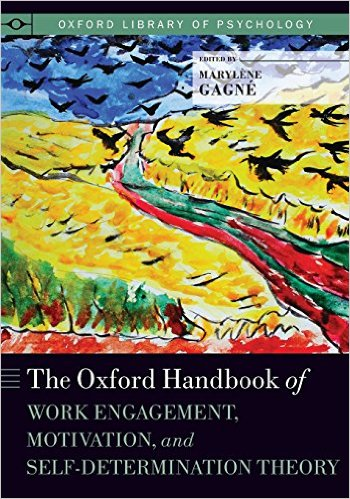 OXFORD LIBRARY OF PSYCHOLOGY
EDITED BY
MARYLÈNE
GAGNÉ
The Oxford Handbook of
WORK ENGAGEMENT,
MOTIVATION, and
SELF-DETERMINATION THEORY